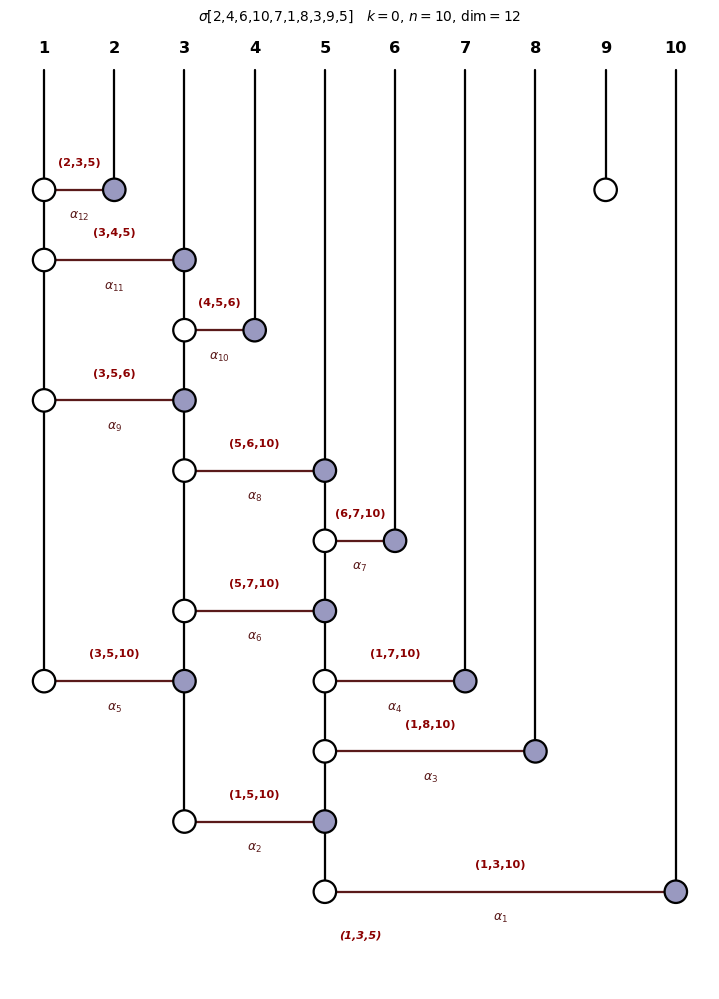 σ[2,4,6,10,7,1,8,3,9,5]   k = 0, n = 10, dim = 12
1 2 3 4 5 6 7 8 9 10
(2,3,5)
α₁₂
(3,4,5)
α₁₁
(4,5,6)
α₁₀
(3,5,6)
α₉
(5,6,10)
α₈
(6,7,10)
α₇
(5,7,10)
α₆
(3,5,10) (1,7,10)
α₅ α₄
(1,8,10)
α₃
(1,5,10)
α₂
(1,3,10)
α₁
(1,3,5)